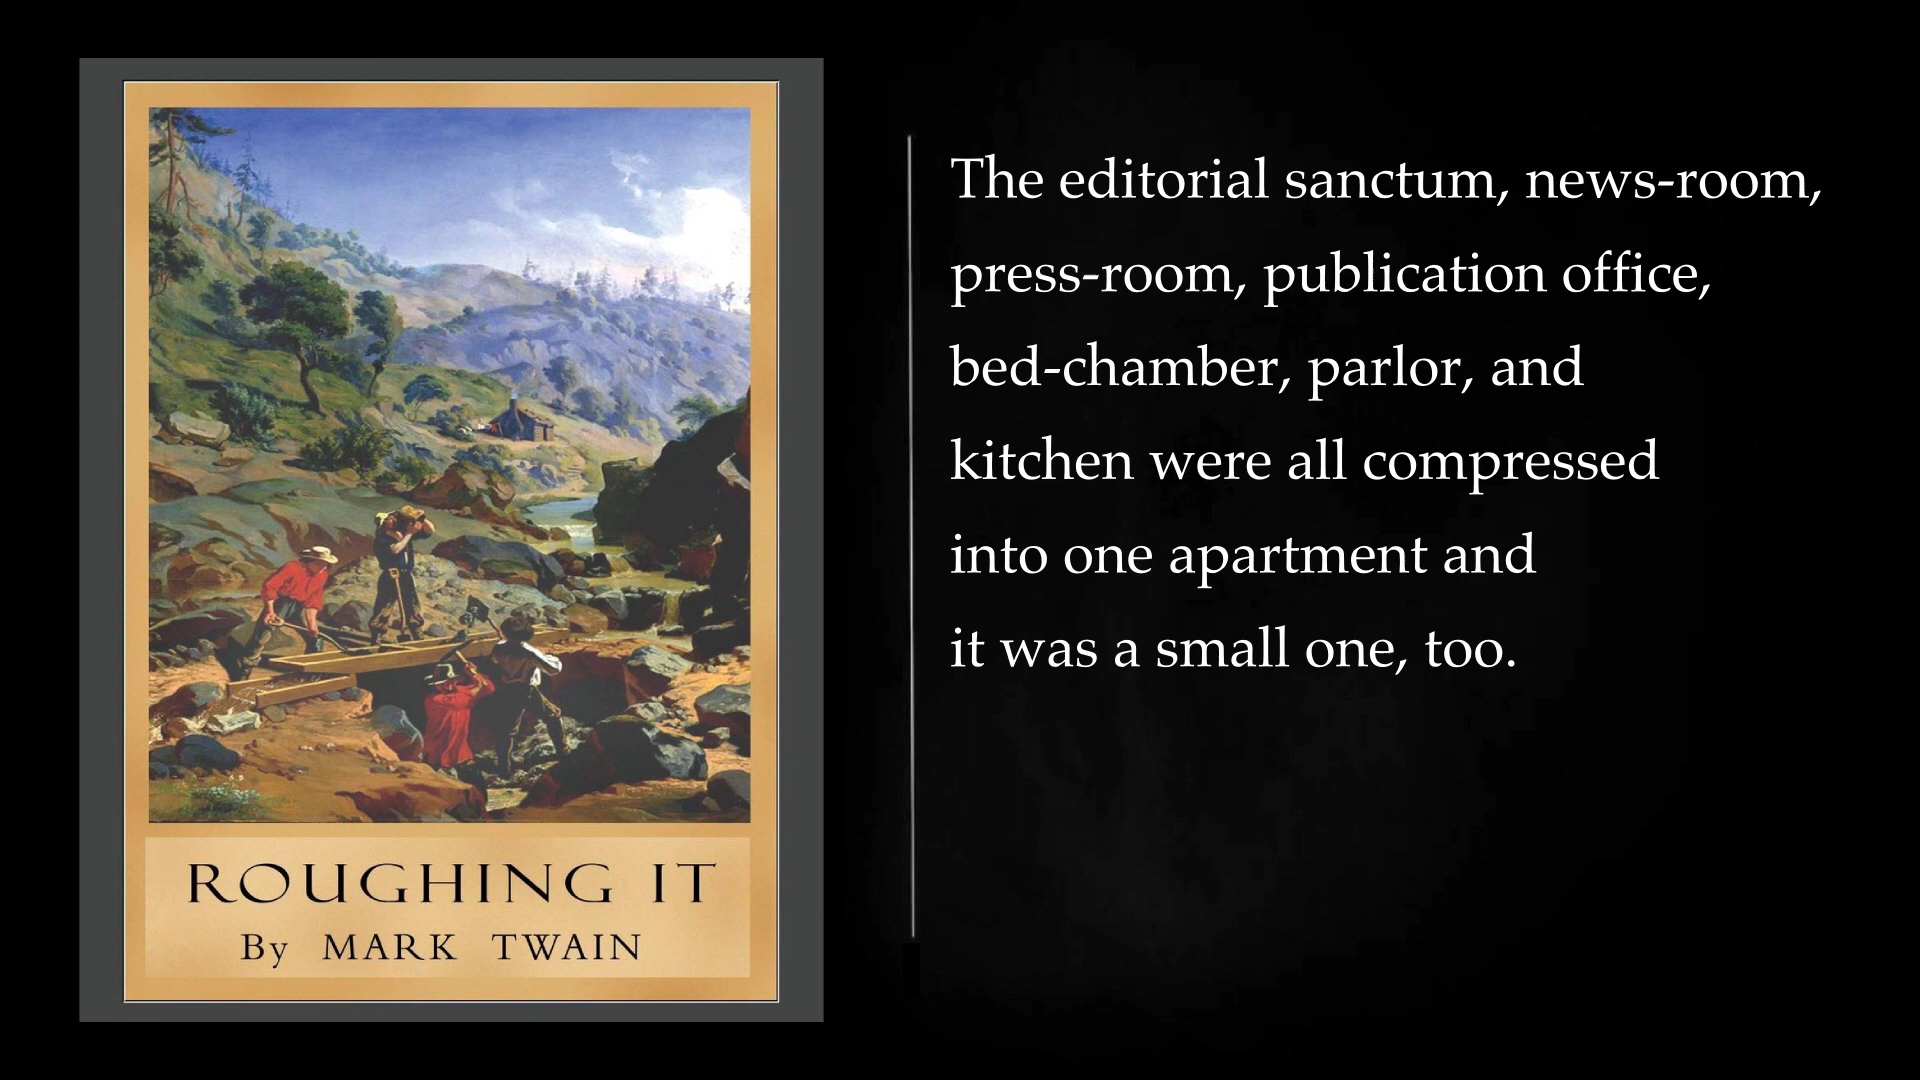 ROUGHING IT
By MARK TWAIN
The editorial sanctum, news-room,
press-room, publication office,
bed-chamber, parlor, and
kitchen were all compressed
into one apartment and
it was a small one, too.